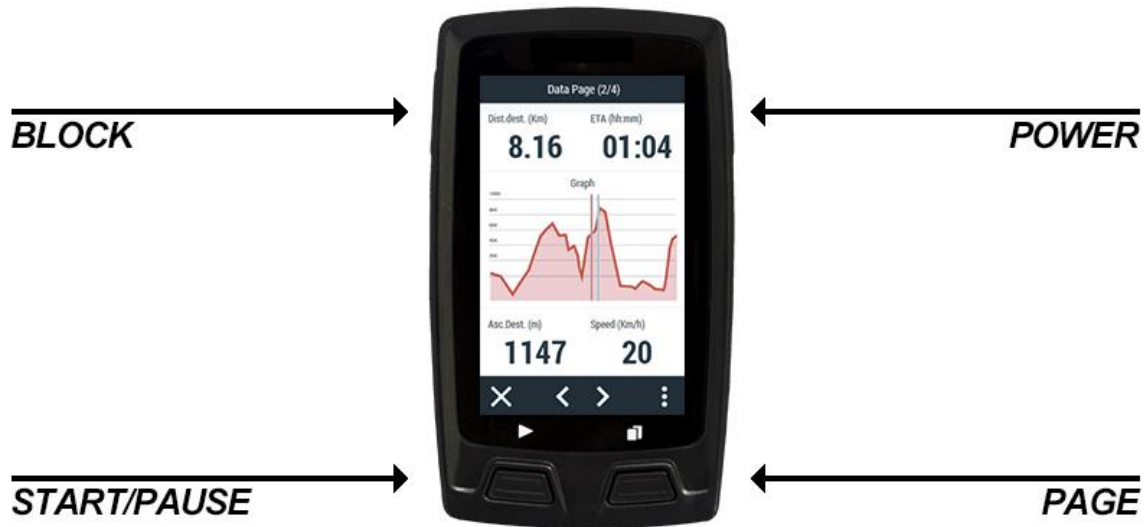 Data Page (2/4)
Dist.dest. (Km) ETA (hh:mm)
8.16 01:04
BLOCK
POWER
Graph
Asc.Dest. (m) Speed (Km/h)
1147 20
START/PAUSE
PAGE